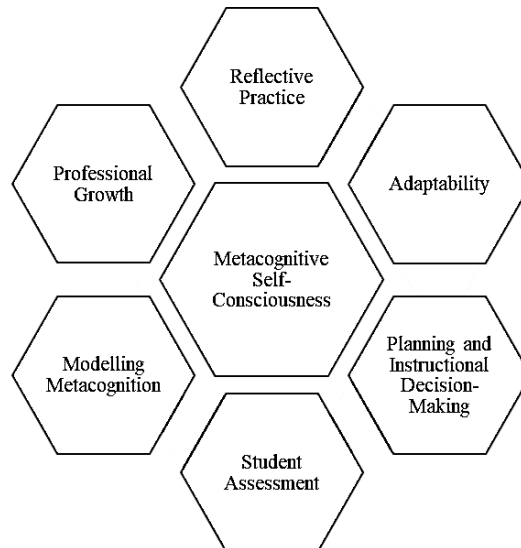 Reflective
Practice
Professional
Growth
Adaptability
Metacognitive
Self-
Consciousness
Modelling
Metacognition
Planning and
Instructional
Decision-
Making
Student
Assessment